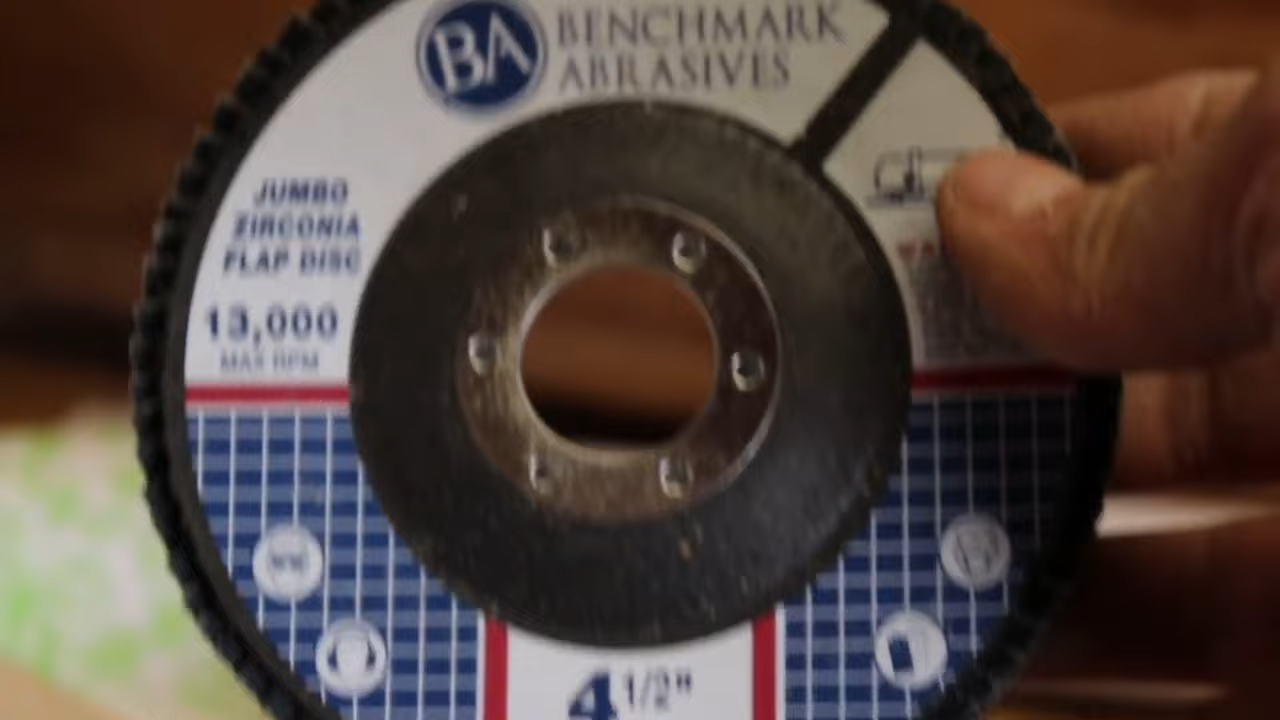 BA
BENCHMARK
ABRASIVES
JUMBO
ZIRCONIA
FLAP DISC
13,000
MAX RPM
4 1/2"